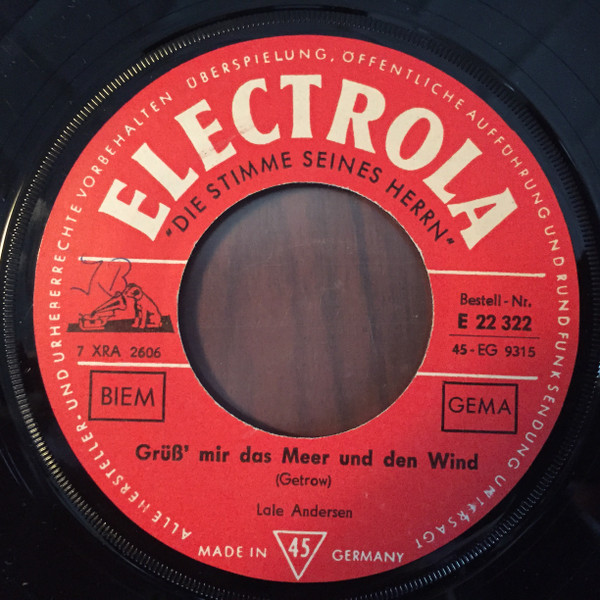 ALLE HERSTELLER- UND URHEBERRECHTE VORBEHALTEN ÜBERSPIELUNG, ÖFFENTLICHE AUFFÜHRUNG UND RUNDFUNKSENDUNG UNTERSAGT
ELECTROLA
"DIE STIMME SEINES HERRN"
JB
Bestell-Nr.
E 22 322
7 XRA 2606
45-EG 9315
BIEM
GEMA
Grüß' mir das Meer und den Wind
(Getrow)
Lale Andersen
MADE IN 45 GERMANY